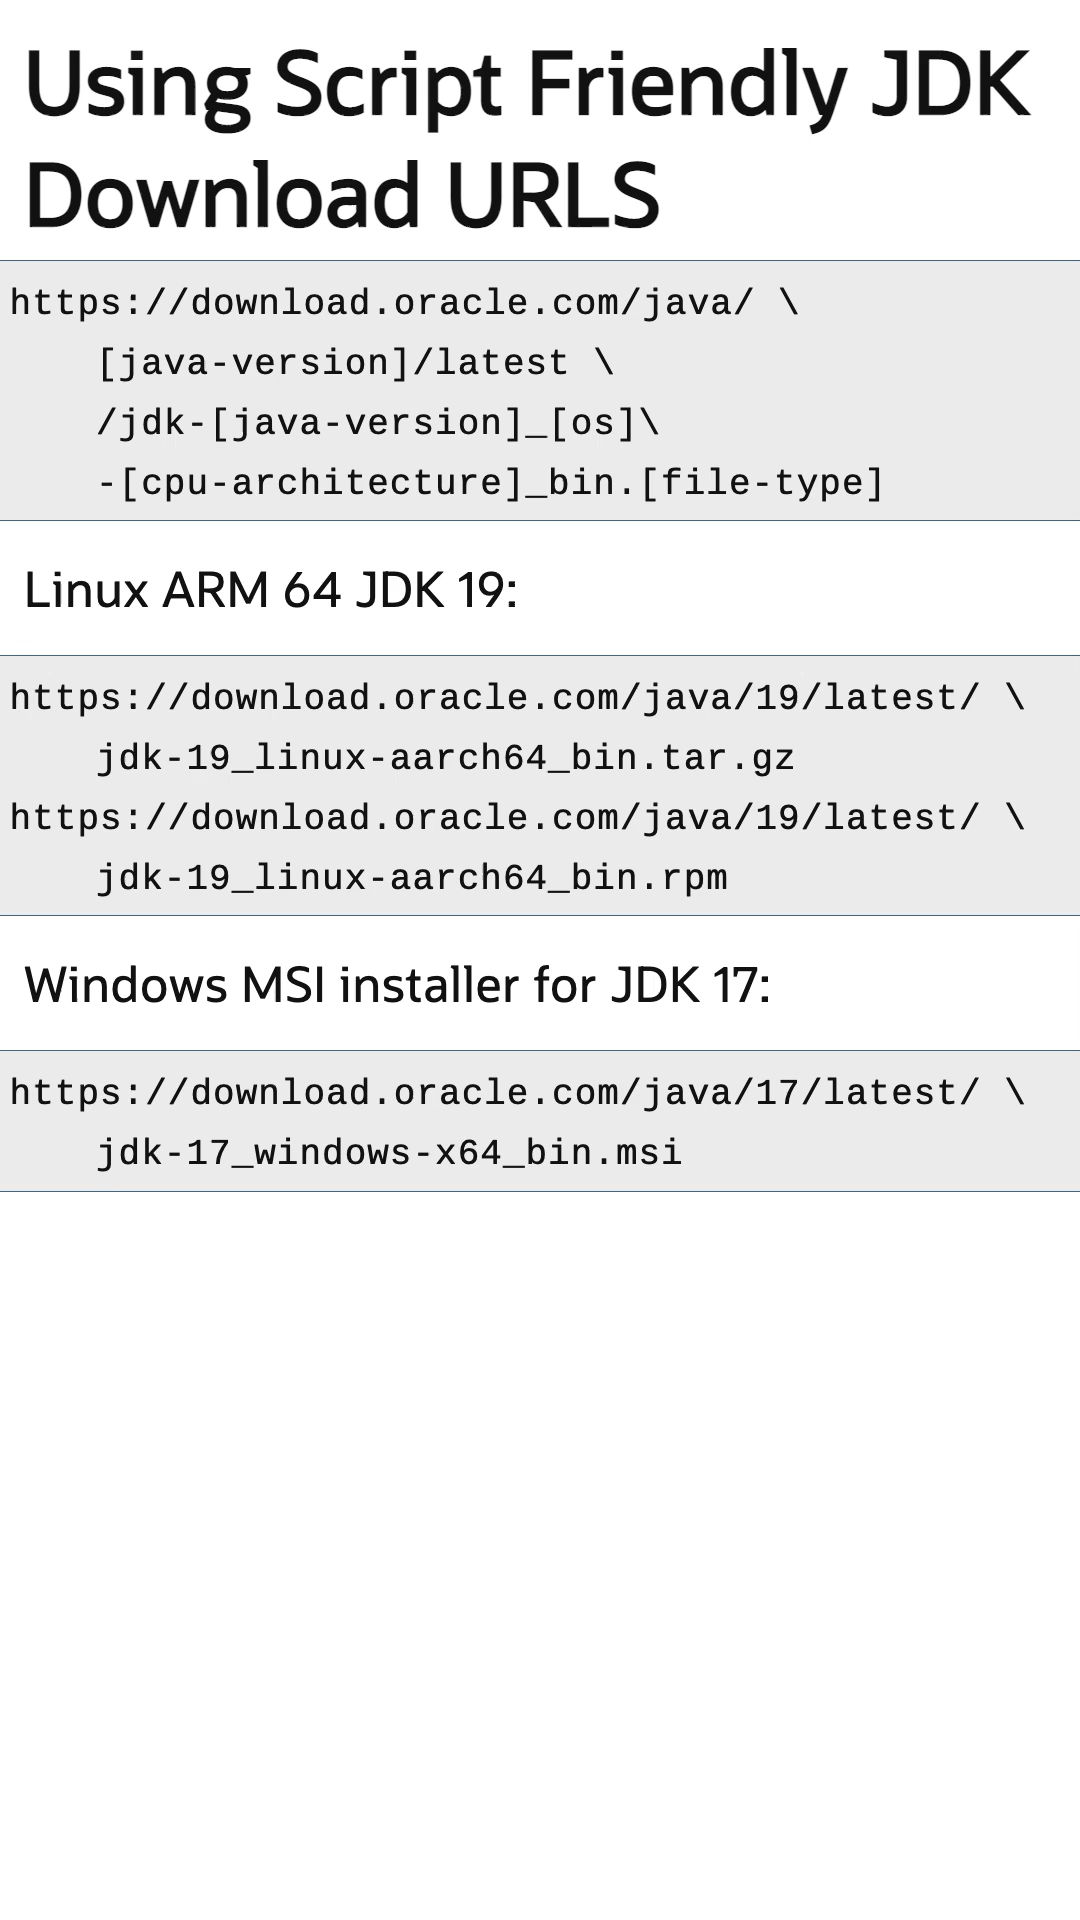 Using Script Friendly JDK
Download URLS
https://download.oracle.com/java/ \
[java-version]/latest \
/jdk-[java-version]_[os]\
-[cpu-architecture]_bin.[file-type]
Linux ARM 64 JDK 19:
https://download.oracle.com/java/19/latest/ \
jdk-19_linux-aarch64_bin.tar.gz
https://download.oracle.com/java/19/latest/ \
jdk-19_linux-aarch64_bin.rpm
Windows MSI installer for JDK 17:
https://download.oracle.com/java/17/latest/ \
jdk-17_windows-x64_bin.msi